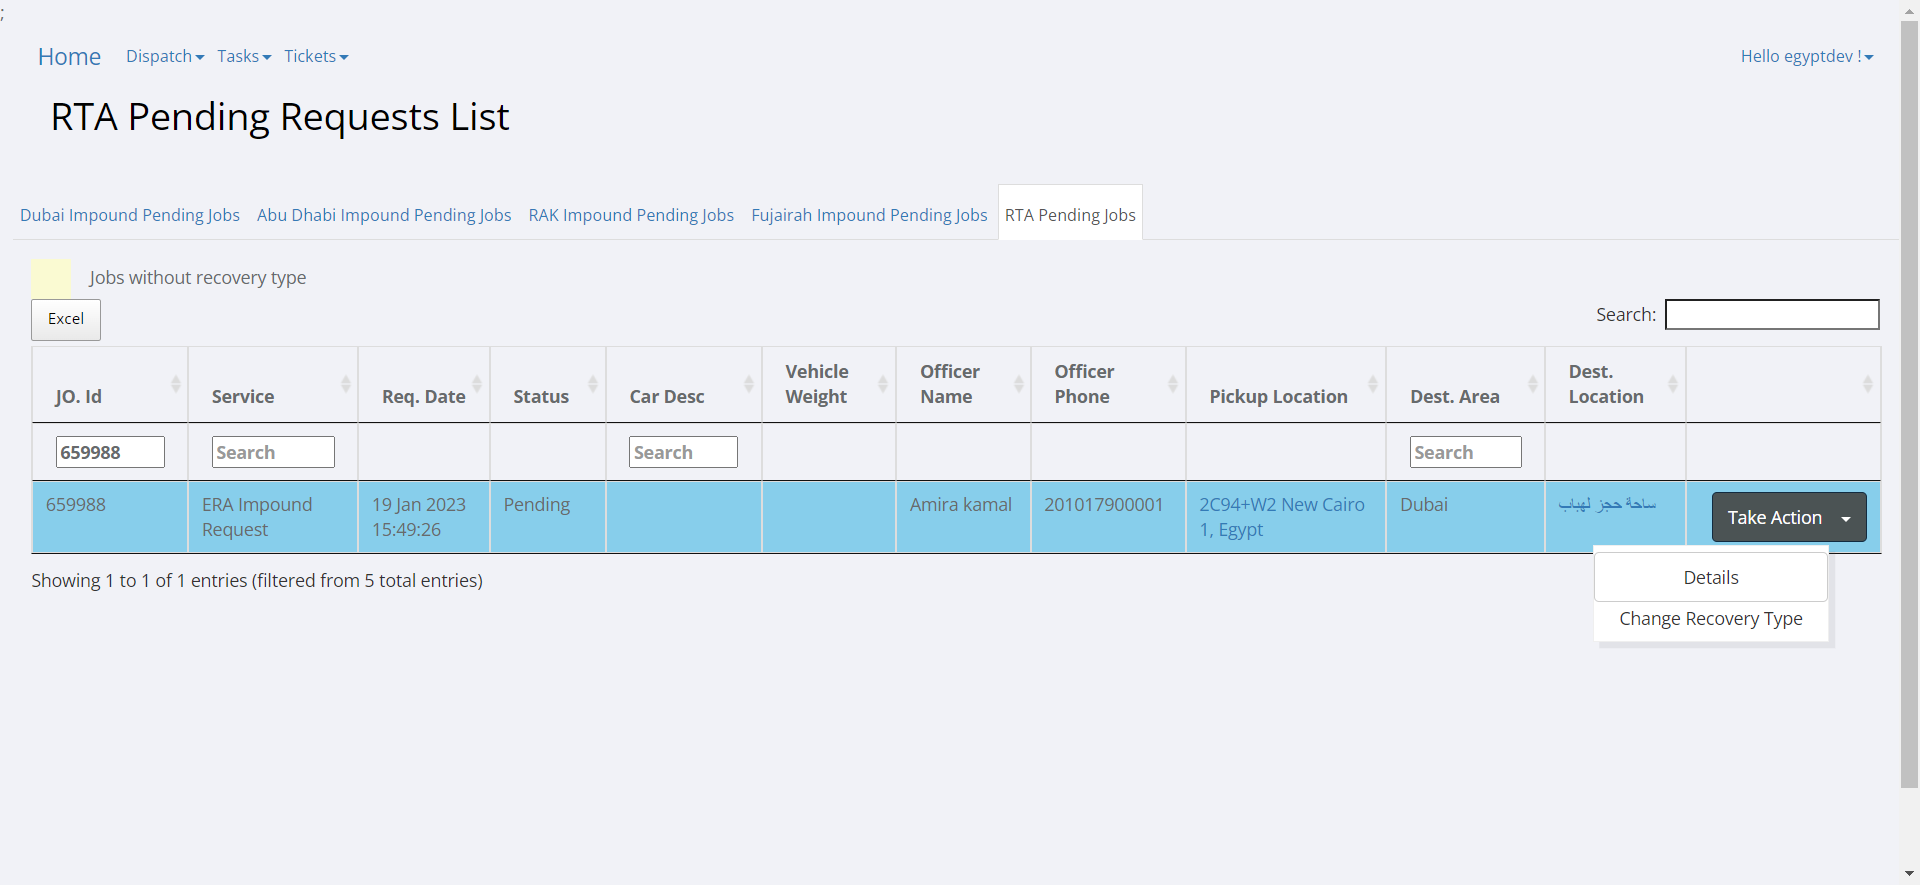 ;
Home Dispatch Tasks Tickets Hello egyptdev !
RTA Pending Requests List
Dubai Impound Pending Jobs Abu Dhabi Impound Pending Jobs RAK Impound Pending Jobs Fujairah Impound Pending Jobs RTA Pending Jobs
Jobs without recovery type
Excel Search:
JO. Id Service Req. Date Status Car Desc Vehicle Weight Officer Name Officer Phone Pickup Location Dest. Area Dest. Location
659988 Search Search Search
659988 ERA Impound Request 19 Jan 2023 15:49:26 Pending Amira kamal 201017900001 2C94+W2 New Cairo 1, Egypt Dubai ساحة حجز لهباب Take Action
Showing 1 to 1 of 1 entries (filtered from 5 total entries)
Details
Change Recovery Type